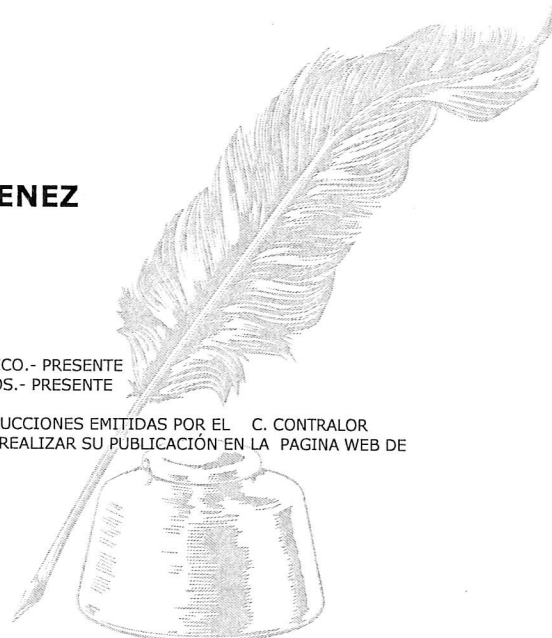 ENEZ
CO.- PRESENTE
OS.- PRESENTE
UCCIONES EMITIDAS POR EL C. CONTRALOR
REALIZAR SU PUBLICACIÓN EN LA PAGINA WEB DE